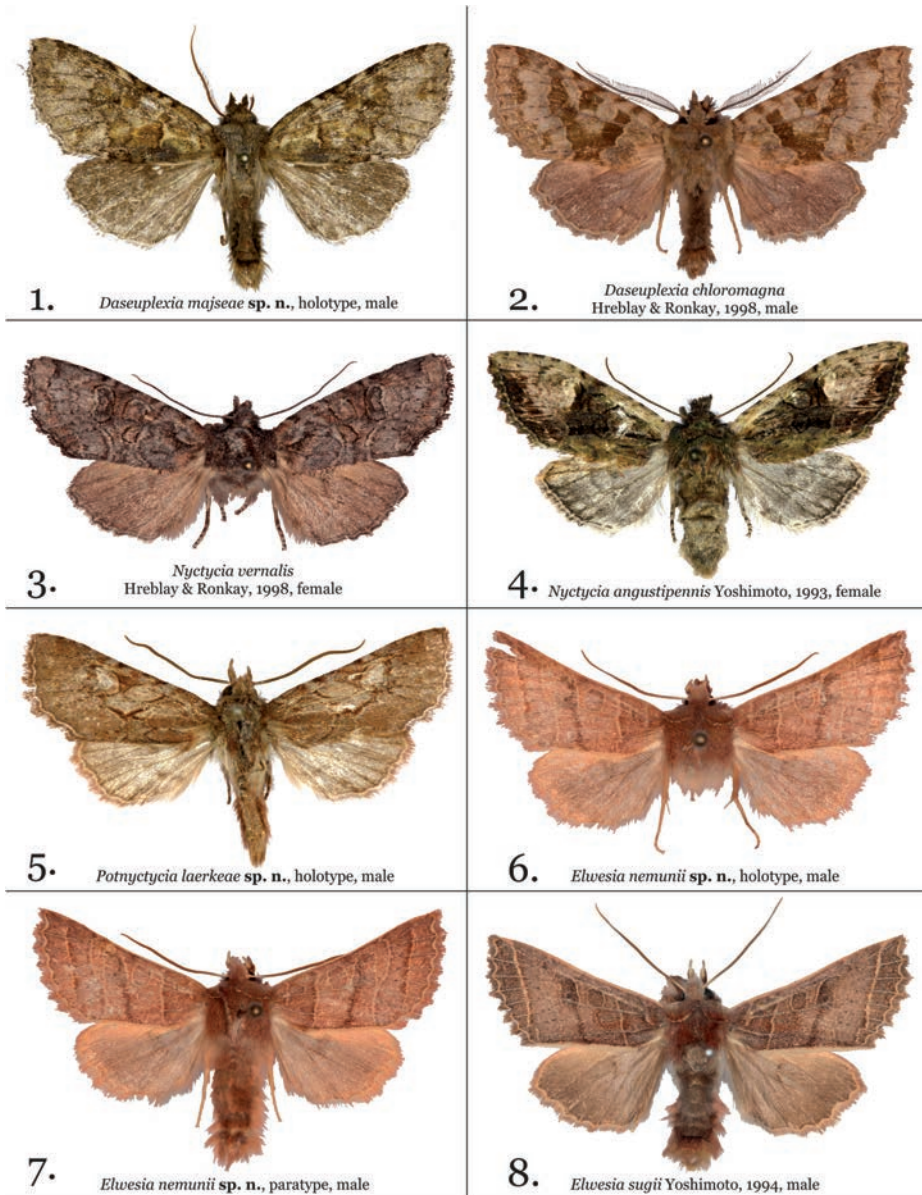 1.
Daseuplexia majseae sp. n., holotype, male
2.
Daseuplexia chloromagna
Hreblay & Ronkay, 1998, male
3.
Nyctycia vernalis
Hreblay & Ronkay, 1998, female
4.
Nyctycia angustipennis Yoshimoto, 1993, female
5.
Potnyctycia laerkeae sp. n., holotype, male
6.
Elwesia nemunii sp. n., holotype, male
7.
Elwesia nemunii sp. n., paratype, male
8.
Elwesia sugii Yoshimoto, 1994, male